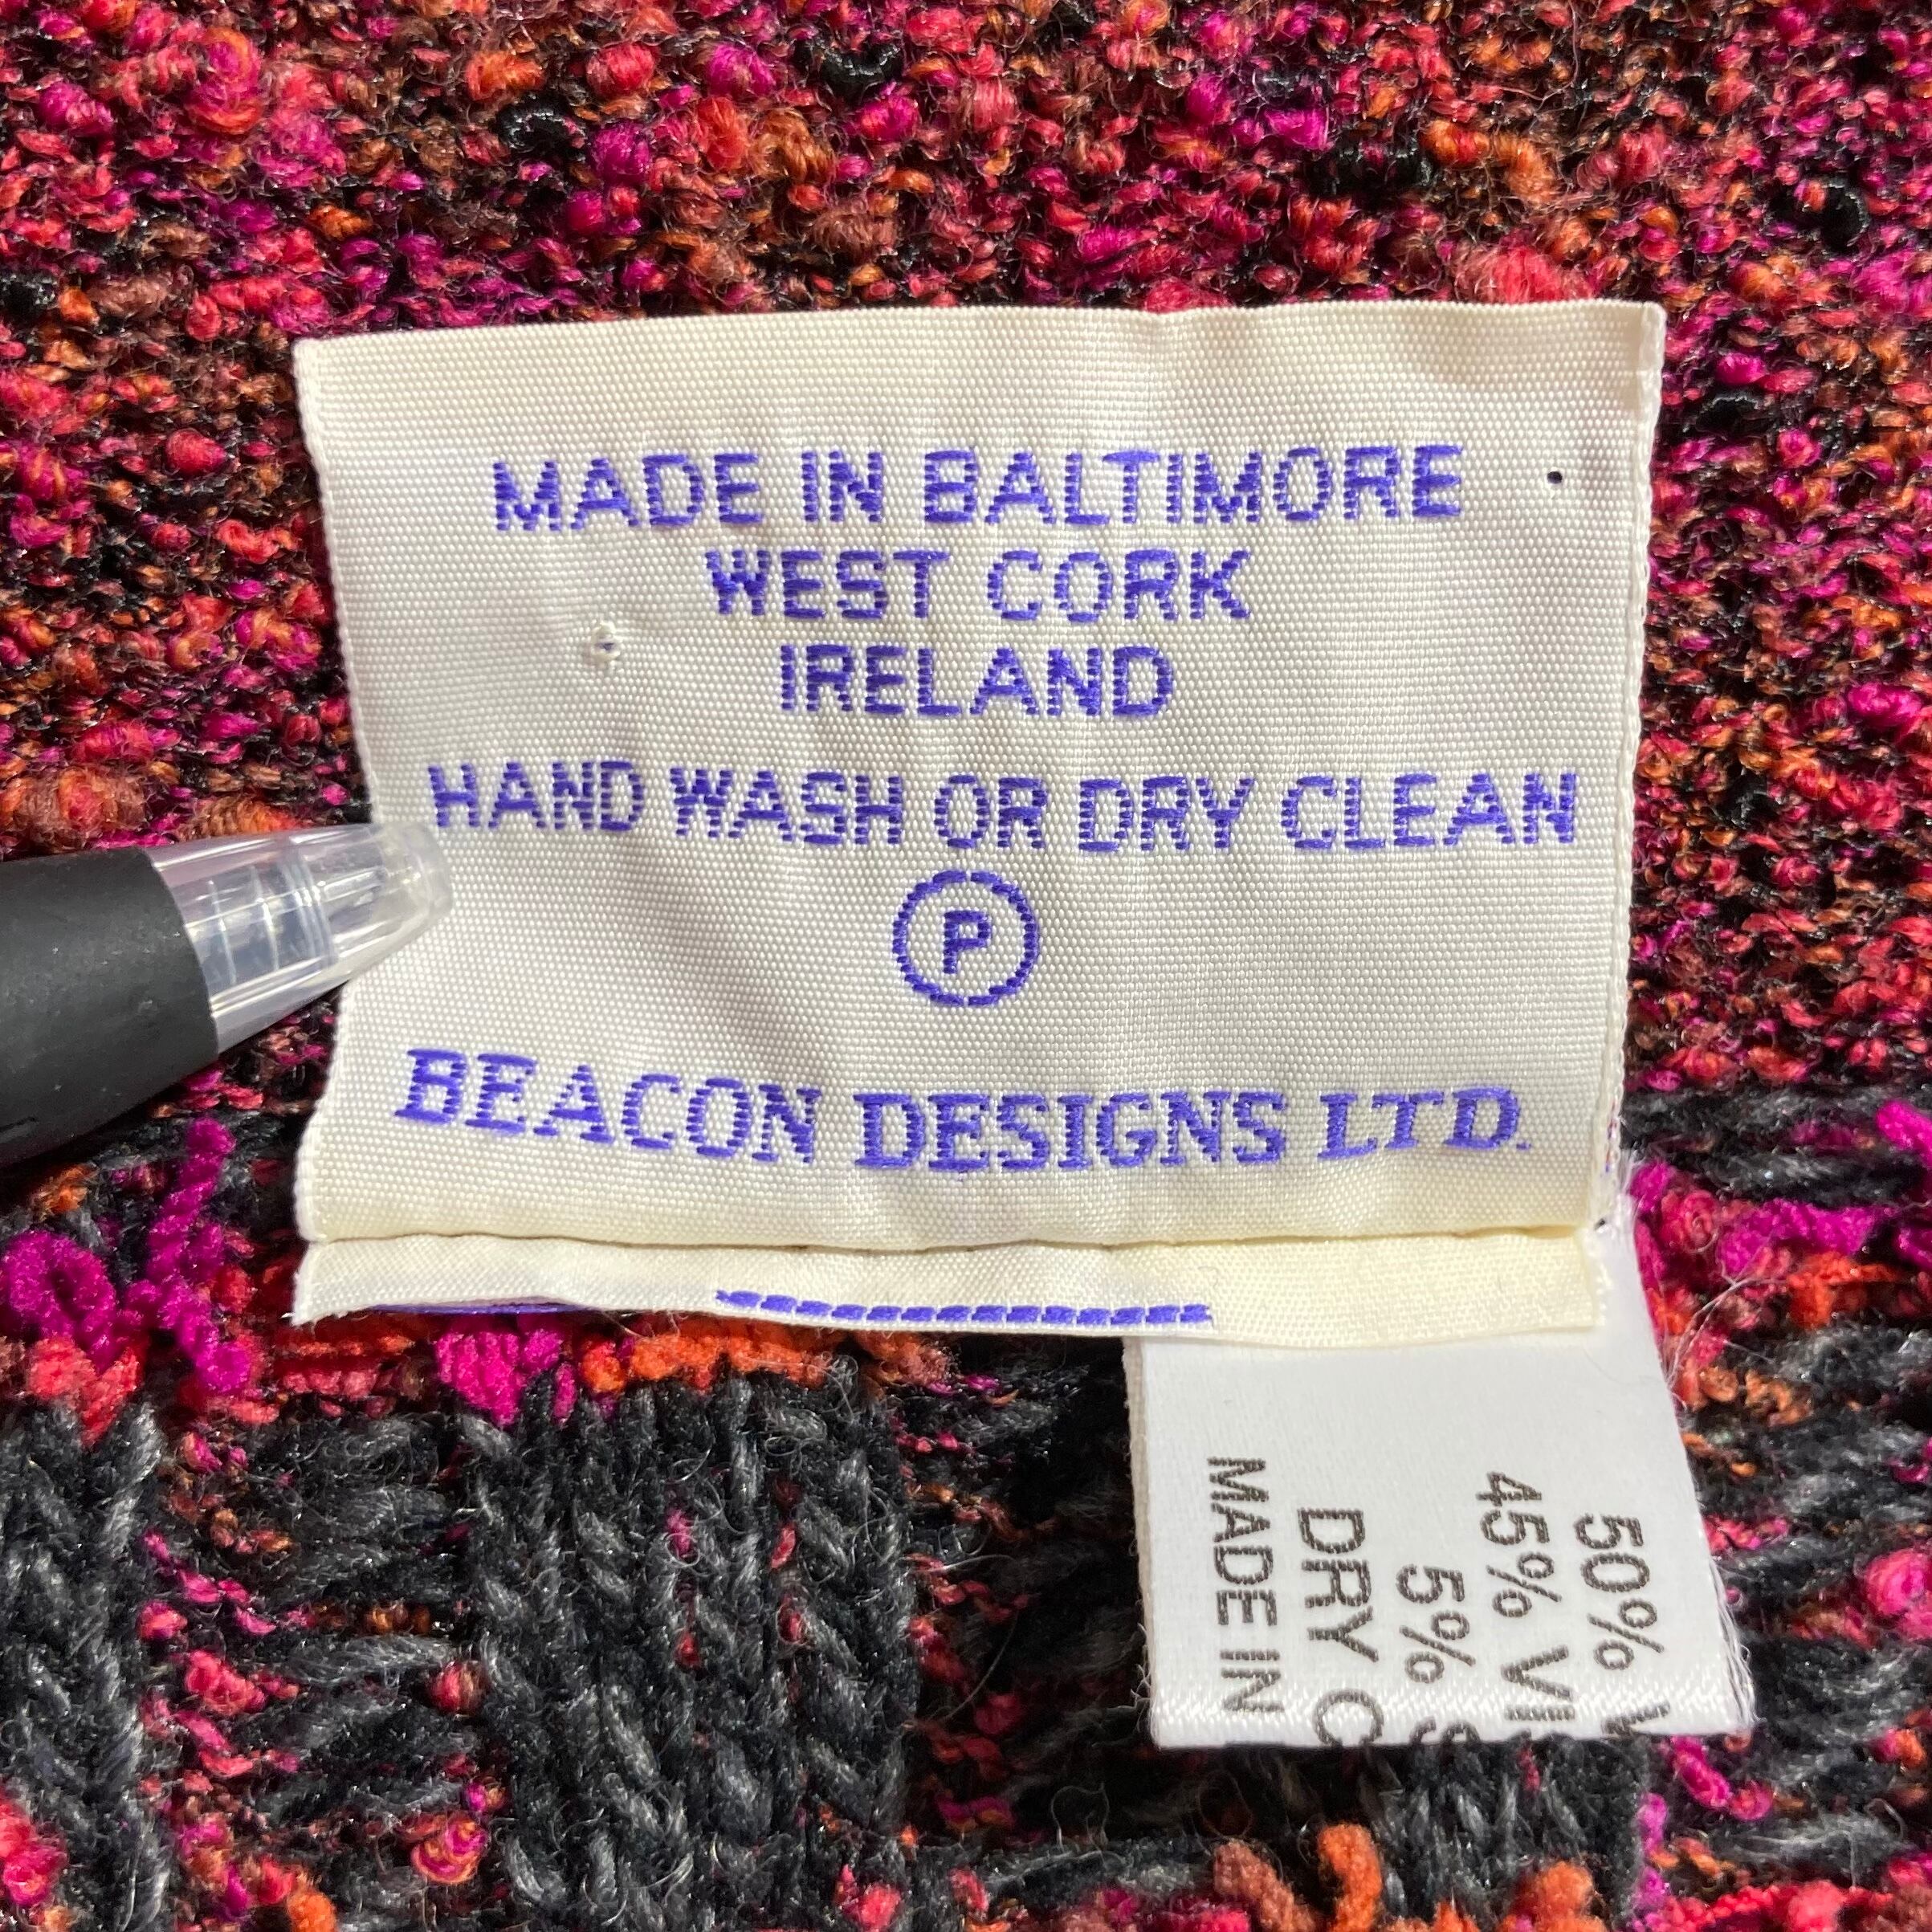 MADE IN BALTIMORE
WEST CORK
IRELAND
HAND WASH OR DRY CLEAN
P
BEACON DESIGNS LTD.
50%
45%
5%
DRY
MADE IN